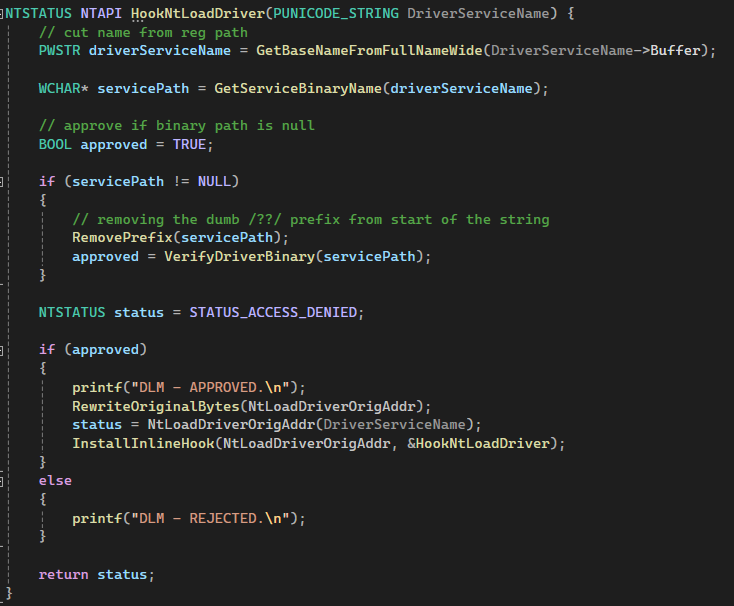 NTSTATUS NTAPI HookNtLoadDriver(PUNICODE_STRING DriverServiceName) {
// cut name from reg path
PWSTR driverServiceName = GetBaseNameFromFullNameWide(DriverServiceName->Buffer);
WCHAR* servicePath = GetServiceBinaryName(driverServiceName);
// approve if binary path is null
BOOL approved = TRUE;
if (servicePath != NULL)
{
// removing the dumb /??/ prefix from start of the string
RemovePrefix(servicePath);
approved = VerifyDriverBinary(servicePath);
}
NTSTATUS status = STATUS_ACCESS_DENIED;
if (approved)
{
printf("DLM - APPROVED.\n");
RewriteOriginalBytes(NtLoadDriverOrigAddr);
status = NtLoadDriverOrigAddr(DriverServiceName);
InstallInlineHook(NtLoadDriverOrigAddr, &HookNtLoadDriver);
}
else
{
printf("DLM - REJECTED.\n");
}
return status;
}